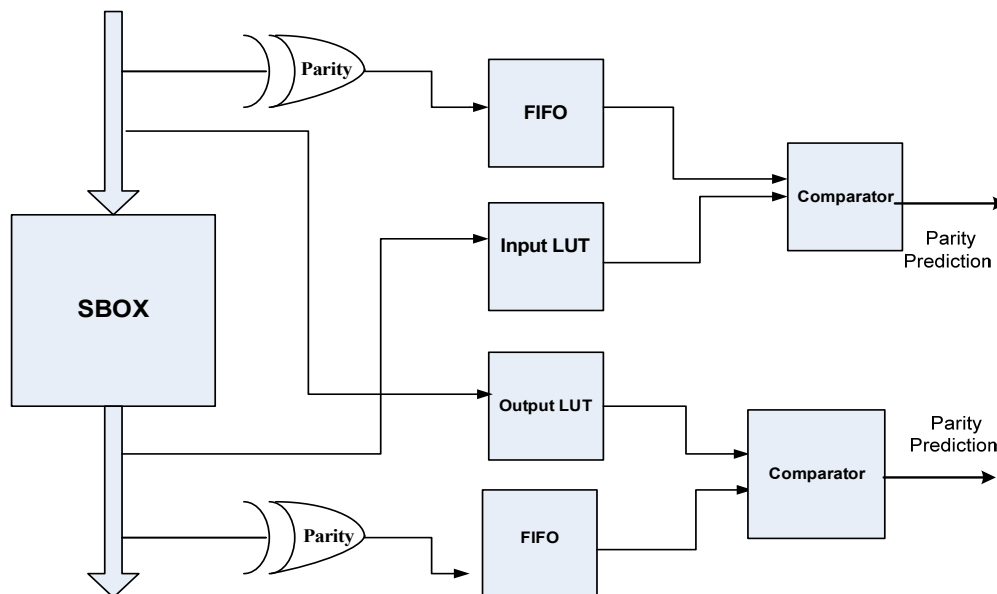 Parity
FIFO
Comparator
Parity
Prediction
Input LUT
SBOX
Output LUT
Parity
Prediction
Comparator
Parity
FIFO